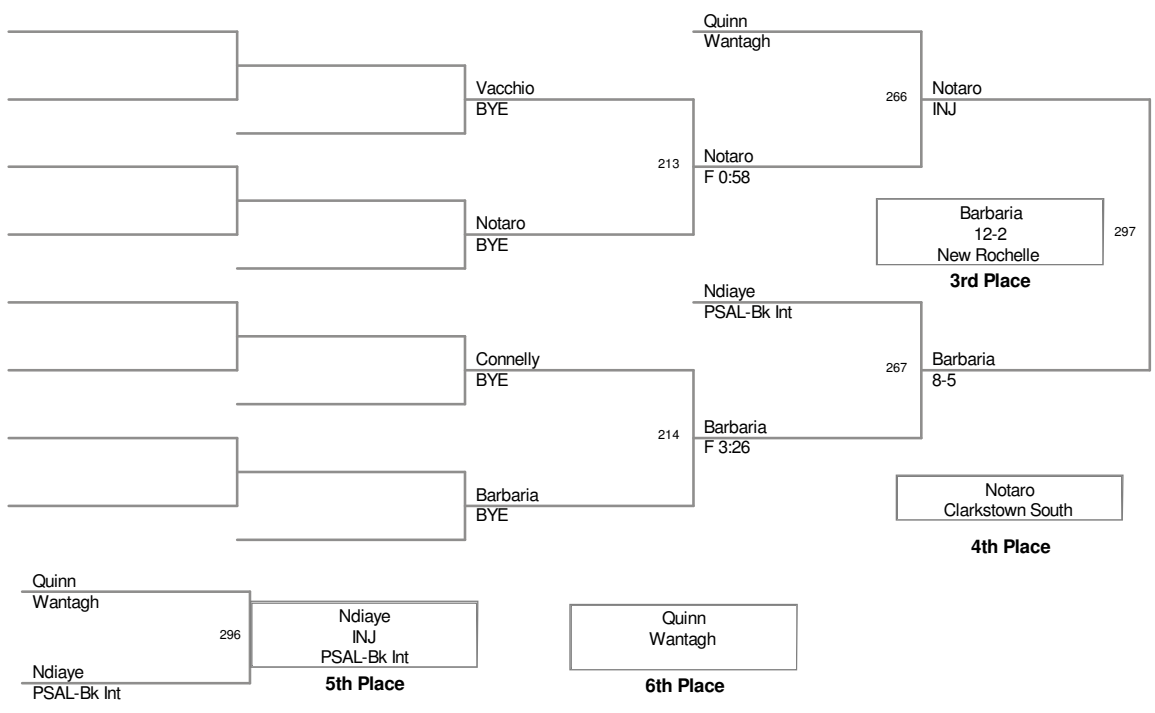 Quinn
Wantagh
Vacchio
BYE
266
Notaro
INJ
213
Notaro
F 0:58
Notaro
BYE
Barbaria
12-2
New Rochelle
297
3rd Place
Ndiaye
PSAL-Bk Int
Connelly
BYE
267
Barbaria
8-5
214
Barbaria
F 3:26
Barbaria
BYE
Notaro
Clarkstown South
4th Place
Quinn
Wantagh
296
Ndiaye
INJ
PSAL-Bk Int
5th Place
Ndiaye
PSAL-Bk Int
Quinn
Wantagh
6th Place